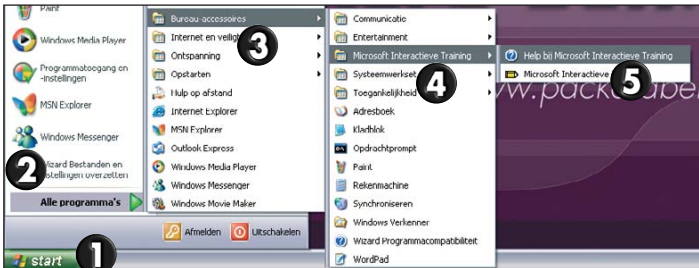 Paint
Windows Media Player
Programmatoegang en
-instellingen
MSN Explorer
Windows Messenger
Wizard Bestanden en
instellingen overzetten
Alle programma's
start
Bureau-accessoires
Internet en veilig
Ontspanning
Opstarten
Hulp op afstand
Internet Explorer
MSN Explorer
Outlook Express
Windows Media Player
Windows Messenger
Windows Movie Maker
Afmelden
Uitschakelen
Communicatie
Entertainment
Microsoft Interactieve Training
Systeemwerkset
Toegankelijkheid
Adresboek
Kladblok
Opdrachtprompt
Paint
Rekenmachine
Synchroniseren
Windows Verkenner
Wizard Programmacompatibiliteit
WordPad
Help bij Microsoft Interactieve Training
Microsoft Interactieve
1
2
3
4
5